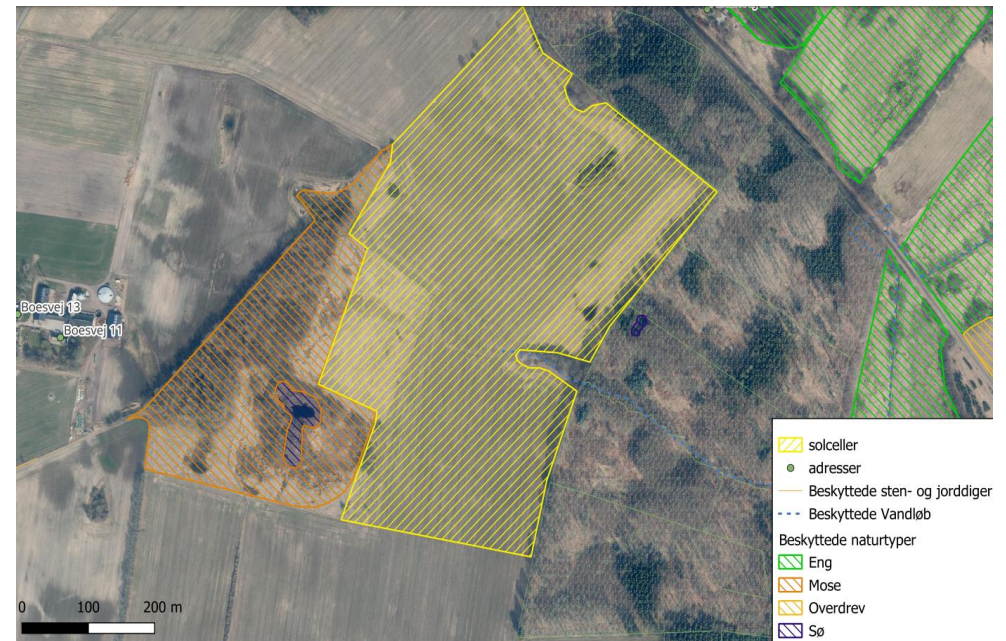 Boesvej 13
Boesvej 11
0 100 200 m
solceller
adresser
Beskyttede sten- og jorddiger
Beskyttede Vandløb
Beskyttede naturtyper
Eng
Mose
Overdrev
Sø